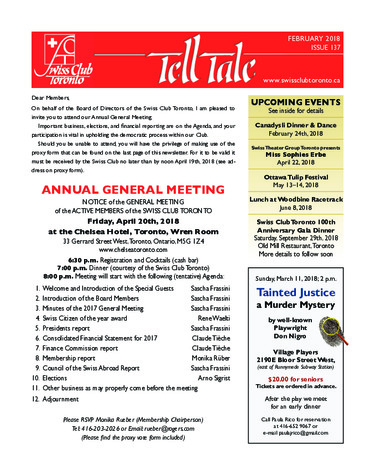 Swiss Club
Toronto
Tell Tale
FEBRUARY 2018
ISSUE 137
www.swissclubtoronto.ca
Dear Members,
On behalf of the Board of Directors of the Swiss Club Toronto, I am pleased to
invite you to attend our Annual General Meeting.
Important business, elections, and financial reporting are on the Agenda, and your
participation is vital in upholding the democratic process within our Club.
Should you be unable to attend, you will have the privilege of making use of the
proxy form that can be found on the last page of this newsletter. For it to be valid it
must be received by the Swiss Club no later than by noon April 19th, 2018 (see ad-
dress on proxy form).
ANNUAL GENERAL MEETING
NOTICE of the GENERAL MEETING
of the ACTIVE MEMBERS of the SWISS CLUB TORONTO
Friday, April 20th, 2018
at the Chelsea Hotel, Toronto, Wren Room
33 Gerrard Street West, Toronto, Ontario, M5G 1Z4
www.chelseatoronto.com
6:30 p.m. Registration and Cocktails (cash bar)
7:00 p.m. Dinner (courtesy of the Swiss Club Toronto)
8:00 p.m. Meeting will start with the following (tentative) Agenda:
1. Welcome and Introduction of the Special Guests Sascha Frassini
2. Introduction of the Board Members Sascha Frassini
3. Minutes of the 2017 General Meeting Sascha Frassini
4. Swiss Citizen of the year award Rene Waebi
5. Presidents report Sascha Frassini
6. Consolidated Financial Statement for 2017 Claude Tièche
7. Finance Commission report Claude Tièche
8. Membership report Monika Rüber
9. Council of the Swiss Abroad Report Sascha Frassini
10. Elections Arno Sigrist
11. Other business as may properly come before the meeting
12. Adjournment
Please RSVP Monika Rueber (Membership Chairperson)
Tel: 416-203-2026 or Email: rueber@rogers.com
(Please find the proxy vote form included)
UPCOMING EVENTS
See inside for details
Canadysli Dinner & Dance
February 24th, 2018
Swiss Theater Group Toronto presents
Miss Sophies Erbe
April 22, 2018
Ottawa Tulip Festival
May 13–14, 2018
Lunch at Woodbine Racetrack
June 8, 2018
Swiss Club Toronto 100th
Anniversary Gala Dinner
Saturday, September 29th, 2018
Old Mill Restaurant, Toronto
More details to follow soon
Sunday, March 11, 2018; 2 p.m.
Tainted Justice
a Murder Mystery
by well-known
Playwright
Don Nigro
Village Players
2190E Bloor Street West,
(east of Runnymede Subway Station)
$20.00 for seniors
Tickets are ordered in advance.
After the play we meet
for an early dinner
Call Paula Rico for reservation
at 416-652.9067 or